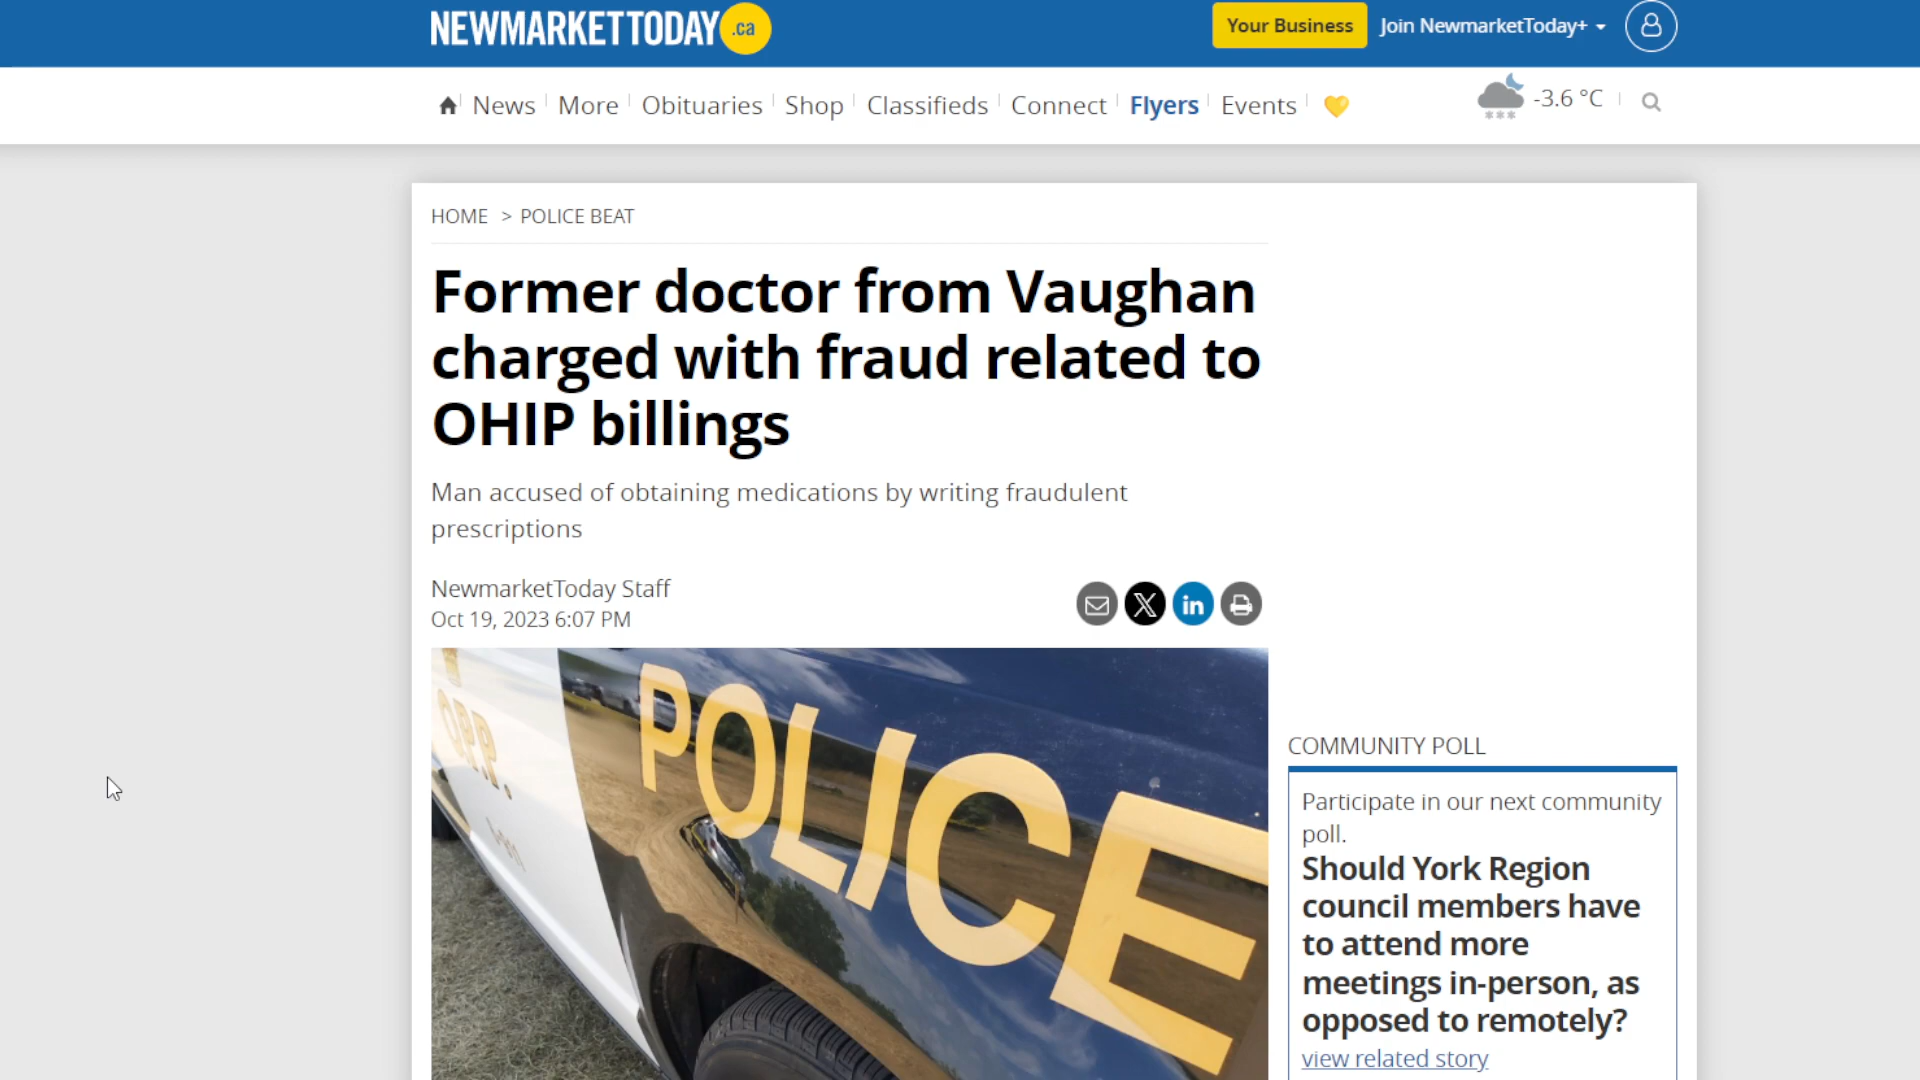 NEWMARKETTODAY.ca
Your Business
Join NewmarketToday+
News
More
Obituaries
Shop
Classifieds
Connect
Flyers
Events
-3.6 °C
HOME > POLICE BEAT
Former doctor from Vaughan
charged with fraud related to
OHIP billings
Man accused of obtaining medications by writing fraudulent
prescriptions
NewmarketToday Staff
Oct 19, 2023 6:07 PM
O.P.P.
POLICE
COMMUNITY POLL
Participate in our next community
poll.
Should York Region
council members have
to attend more
meetings in-person, as
opposed to remotely?
view related story